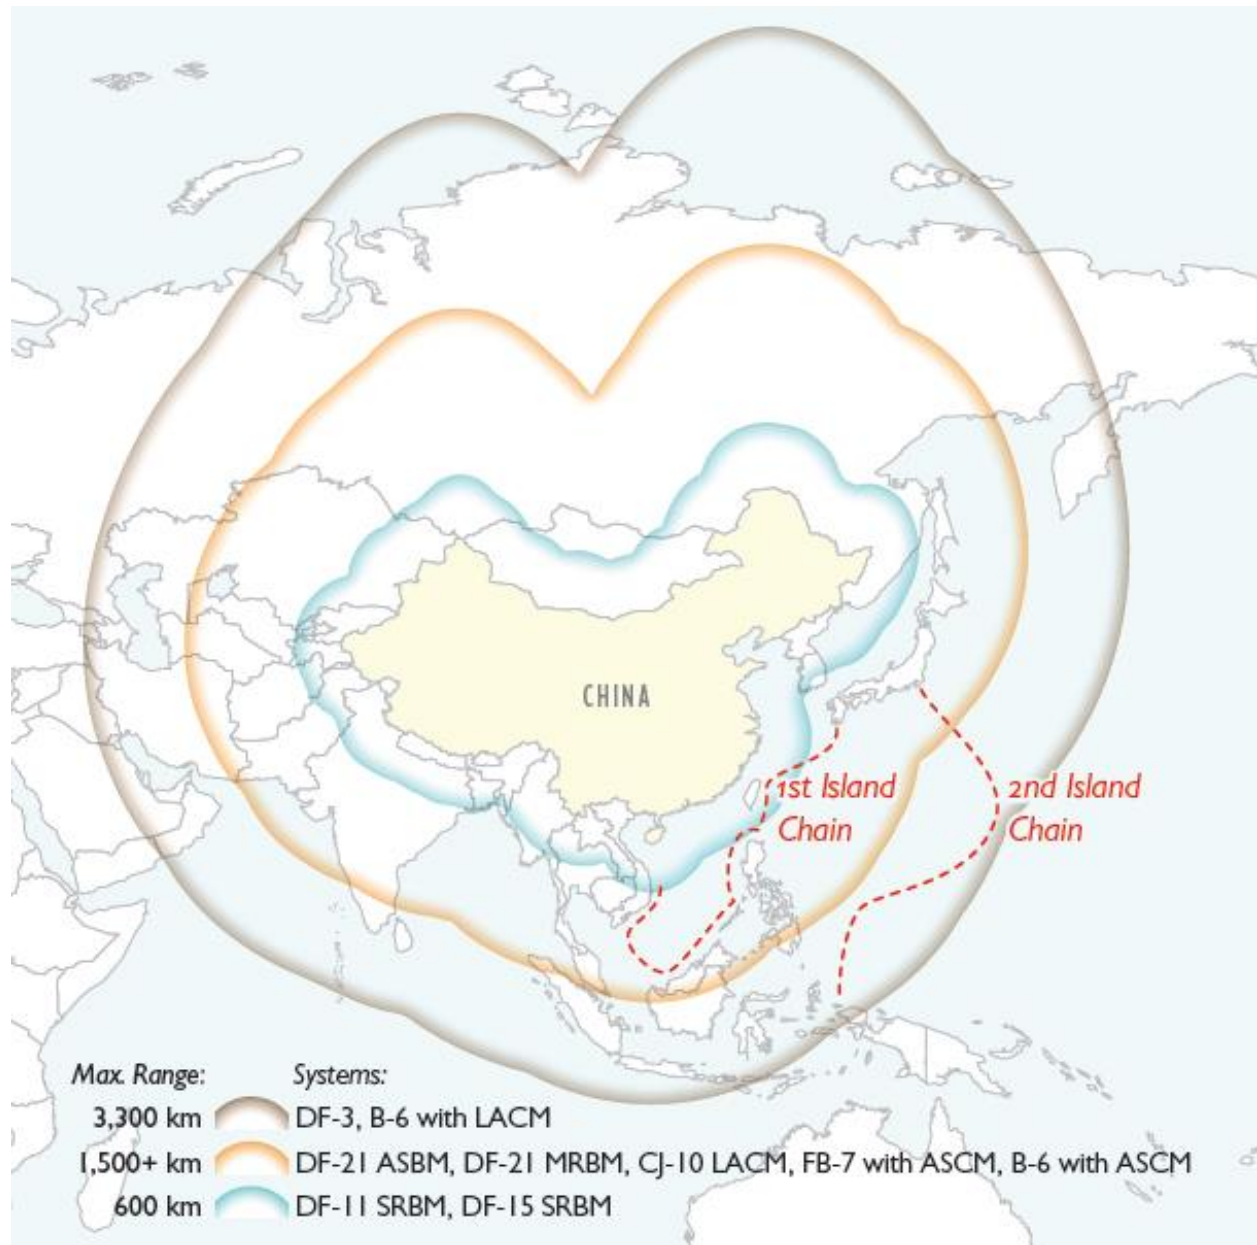 CHINA
1st Island
Chain
2nd Island
Chain
Max. Range: Systems:
3,300 km DF-3, B-6 with LACM
1,500+ km DF-21 ASBM, DF-21 MRBM, CJ-10 LACM, FB-7 with ASCM, B-6 with ASCM
600 km DF-11 SRBM, DF-15 SRBM